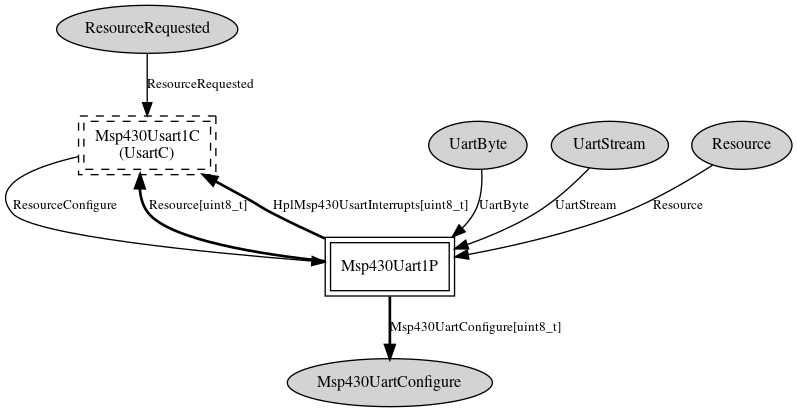 ResourceRequested
ResourceRequested
Msp430Usart1C
(UsartC)
UartByte
UartStream
Resource
ResourceConfigure
Resource[uint8_t]
HplMsp430UsartInterrupts[uint8_t]
UartByte
UartStream
Resource
Msp430Uart1P
Msp430UartConfigure[uint8_t]
Msp430UartConfigure